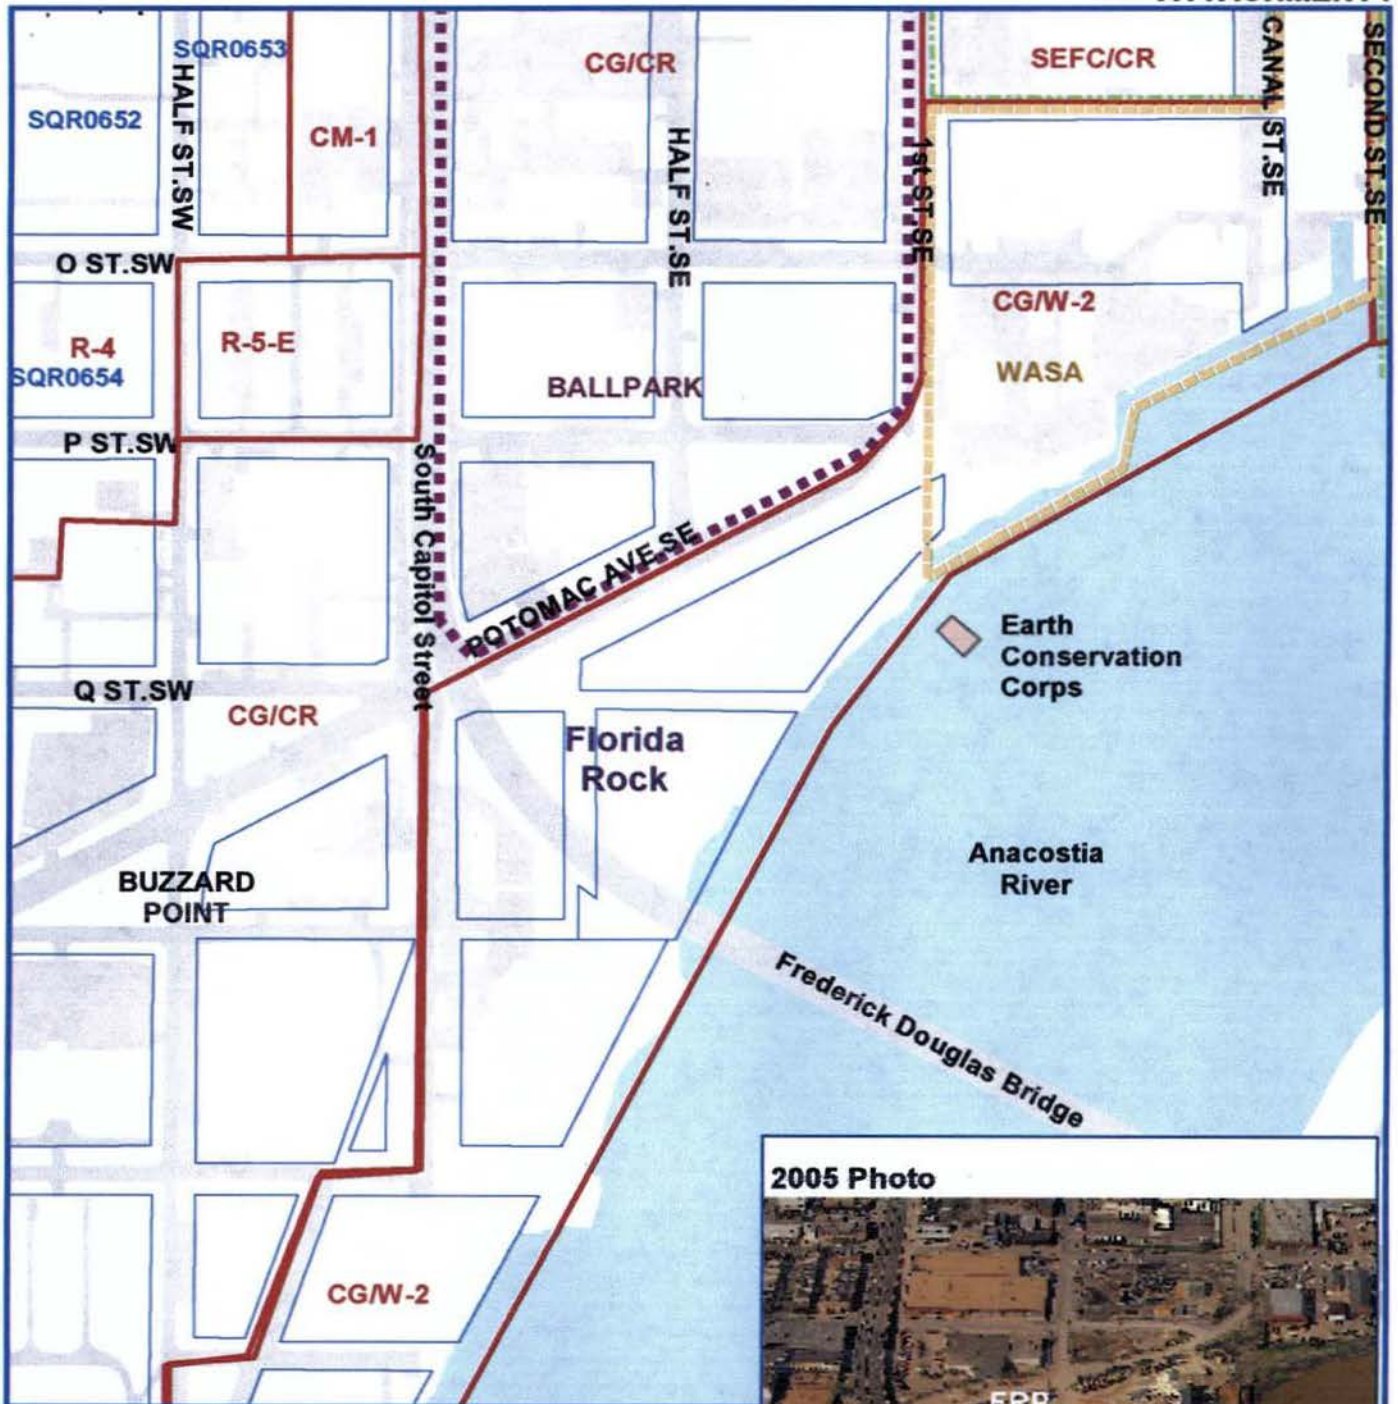 SQR0653
CG/CR
SEFC/CR
CANAL ST.SE
SECOND ST.SE
HALF ST.SW
SQR0652
CM-1
HALF ST.SE
1st ST.SE
O ST.SW
CG/W-2
R-4
R-5-E
WASA
SQR0654
BALLPARK
P ST.SW
South Capitol Street
POTOMAC AVE.SE
Earth
Conservation
Corps
Q ST.SW
CG/CR
Florida
Rock
Anacostia
River
BUZZARD
POINT
Frederick Douglas Bridge
2005 Photo
CG/W-2